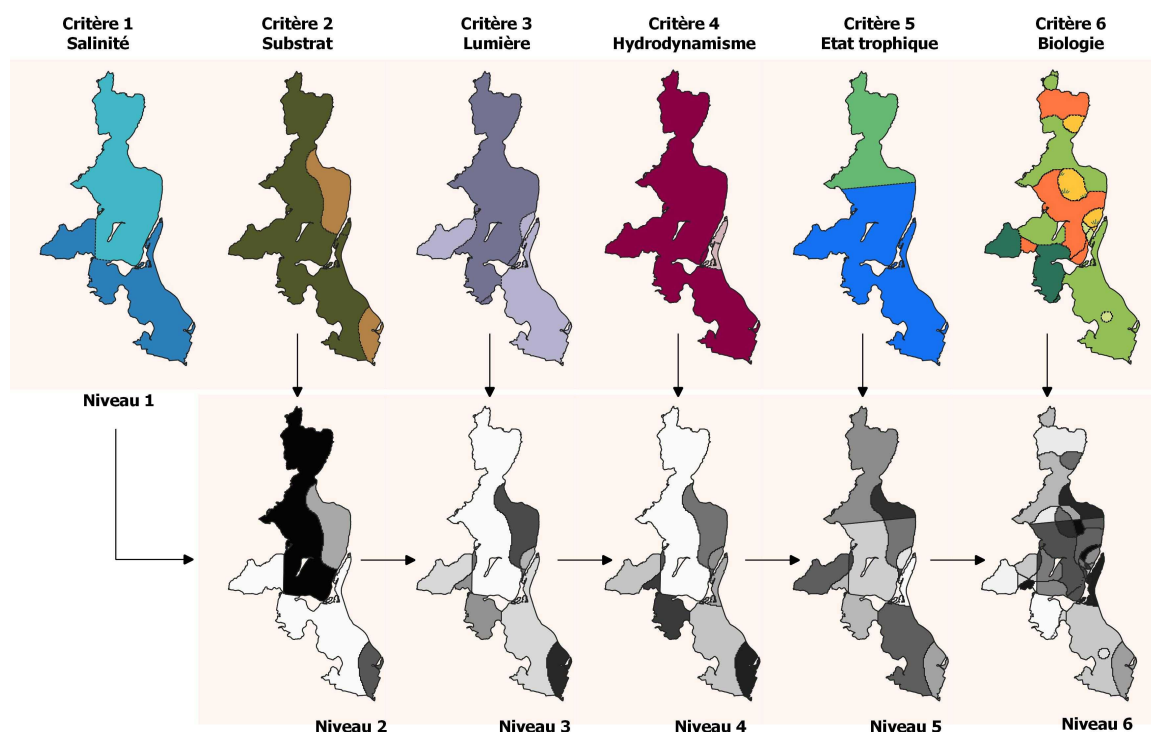 Critère 1
Salinité
Critère 2
Substrat
Critère 3
Lumière
Critère 4
Hydrodynamisme
Critère 5
Etat trophique
Critère 6
Biologie
Niveau 1
Niveau 2
Niveau 3
Niveau 4
Niveau 5
Niveau 6